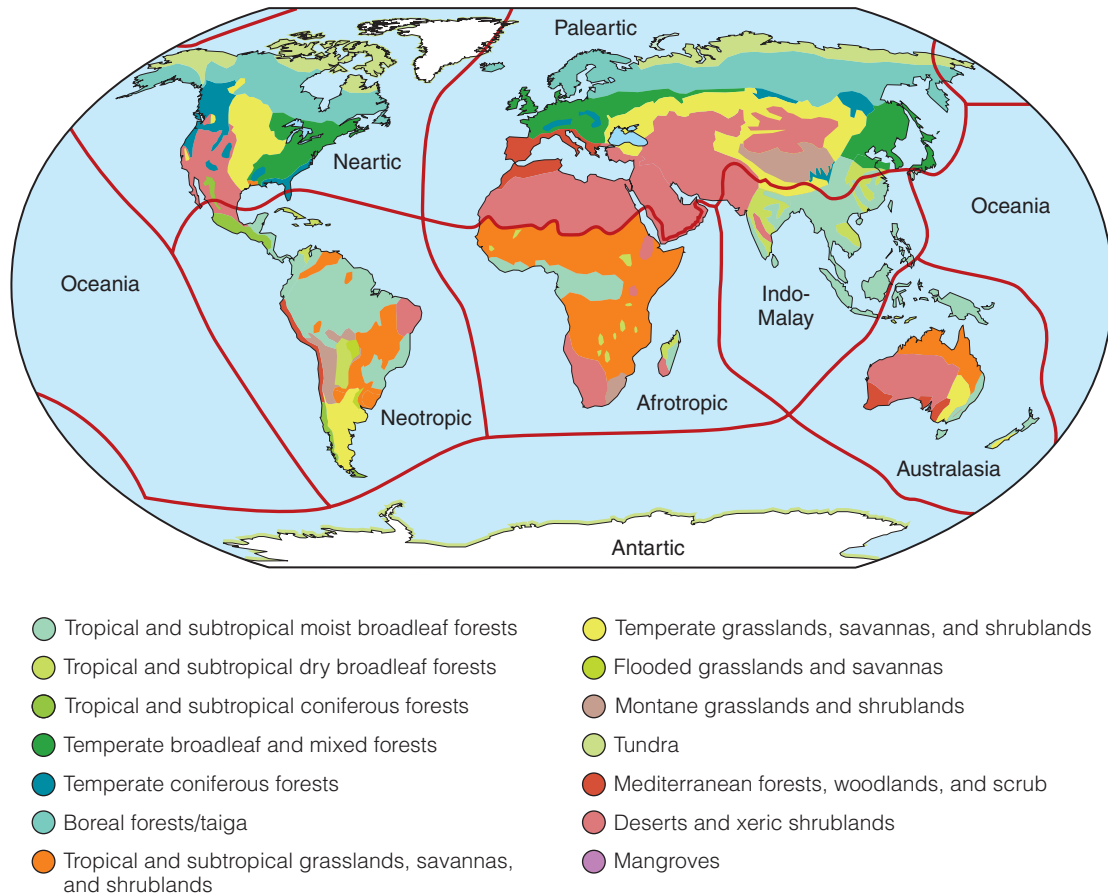 Paleartic
Neartic
Oceania
Oceania
Indo-
Malay
Neotropic
Afrotropic
Australasia
Antartic
Tropical and subtropical moist broadleaf forests
Tropical and subtropical dry broadleaf forests
Tropical and subtropical coniferous forests
Temperate broadleaf and mixed forests
Temperate coniferous forests
Boreal forests/taiga
Tropical and subtropical grasslands, savannas,
and shrublands
Temperate grasslands, savannas, and shrublands
Flooded grasslands and savannas
Montane grasslands and shrublands
Tundra
Mediterranean forests, woodlands, and scrub
Deserts and xeric shrublands
Mangroves